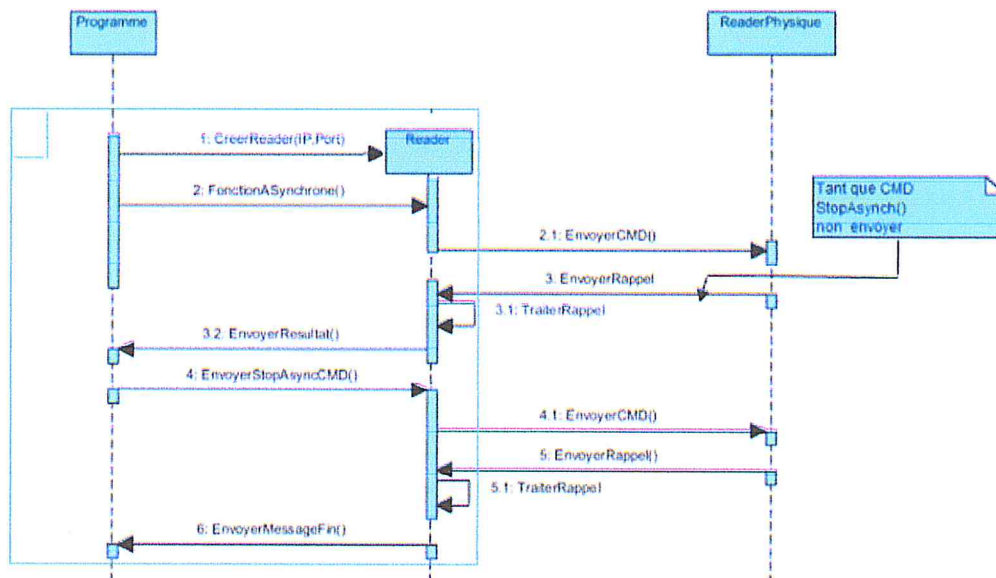 Programme
ReaderPhysique
1: CreerReader(IP,Port)
Reader
2: FonctionASynchrone()
Tant que CMD
StopAsynch()
non envoyer
2.1: EnvoyerCMD()
3. EnvoyerRappel
3.1: TraiterRappel
3.2. EnvoyerResultat()
4: EnvoyerStopAsyncCMD()
4.1: EnvoyerCMD()
5: EnvoyerRappel()
5.1: TraiterRappel
6: EnvoyerMessageFin()